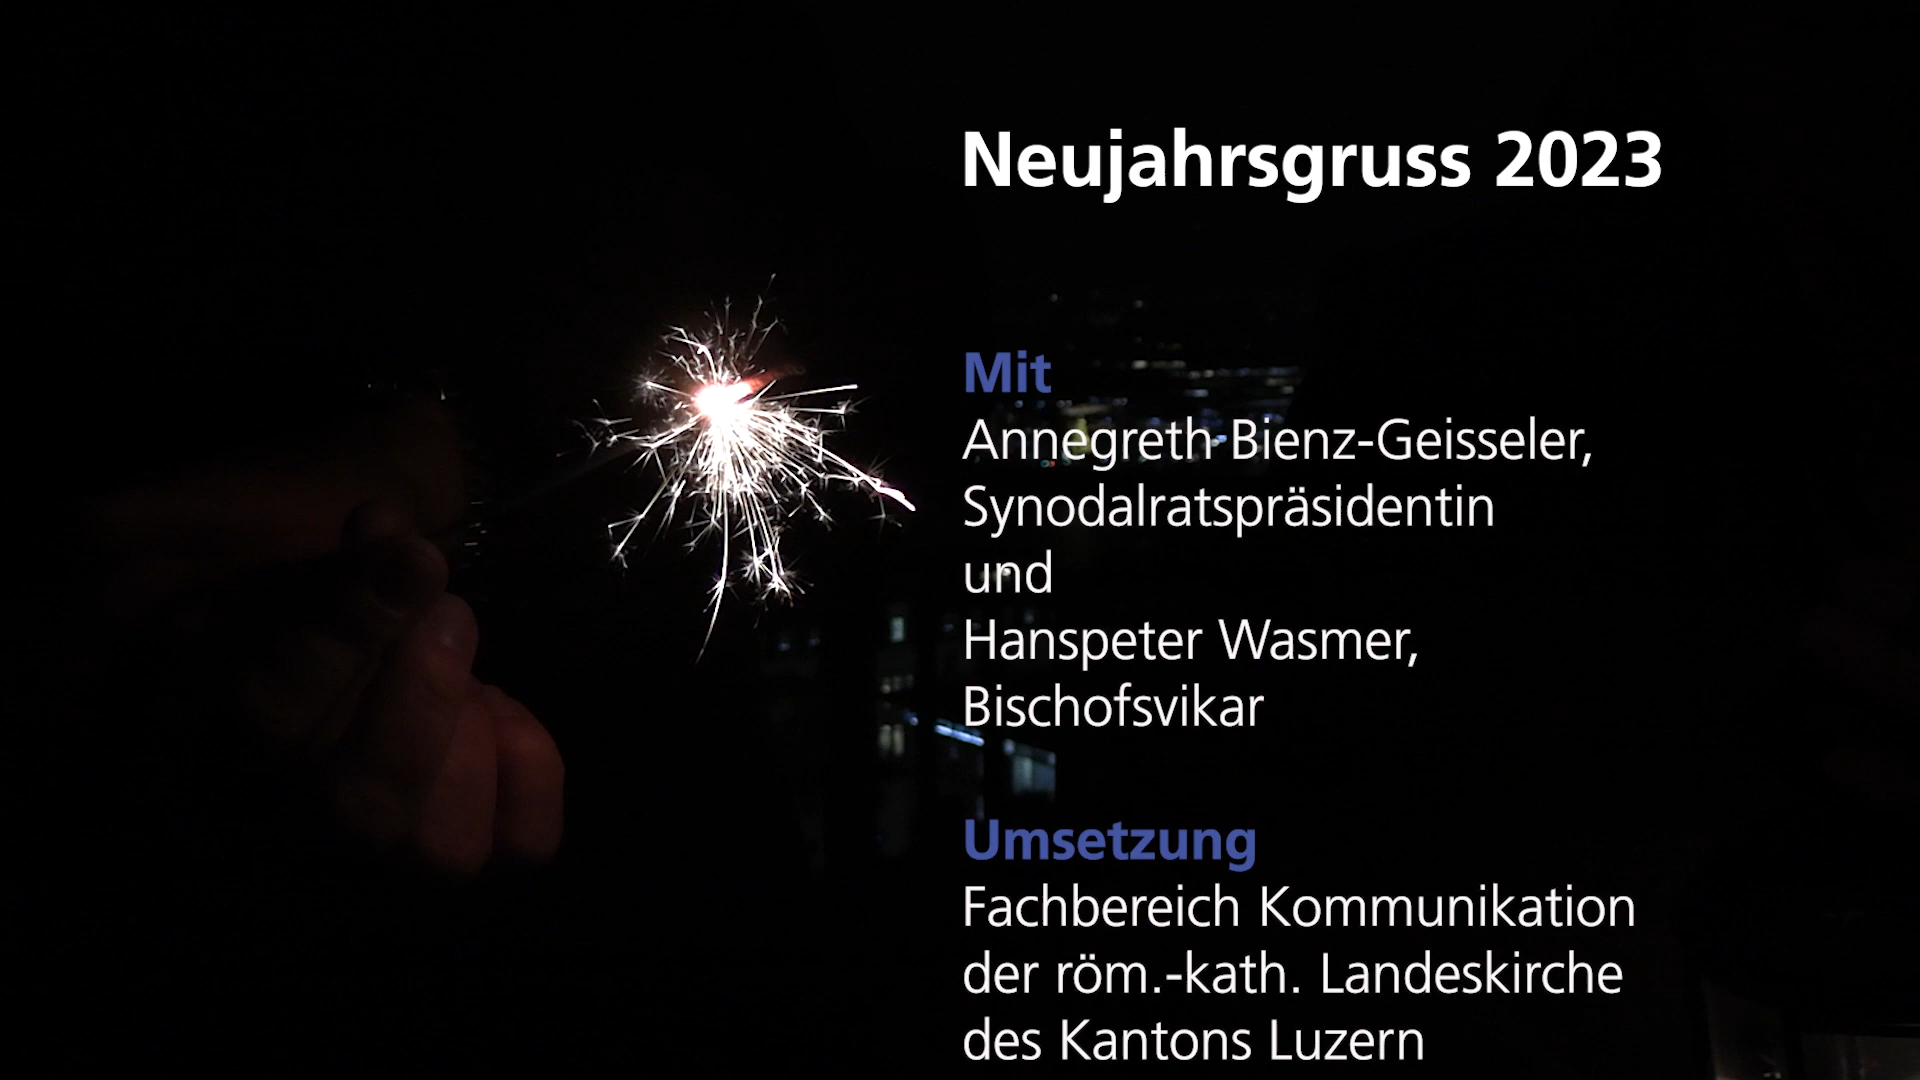 Neujahrsgruss 2023
Mit
Annegreth Bienz-Geisseler,
Synodalratspräsidentin
und
Hanspeter Wasmer,
Bischofsvikar
Umsetzung
Fachbereich Kommunikation
der röm.-kath. Landeskirche
des Kantons Luzern